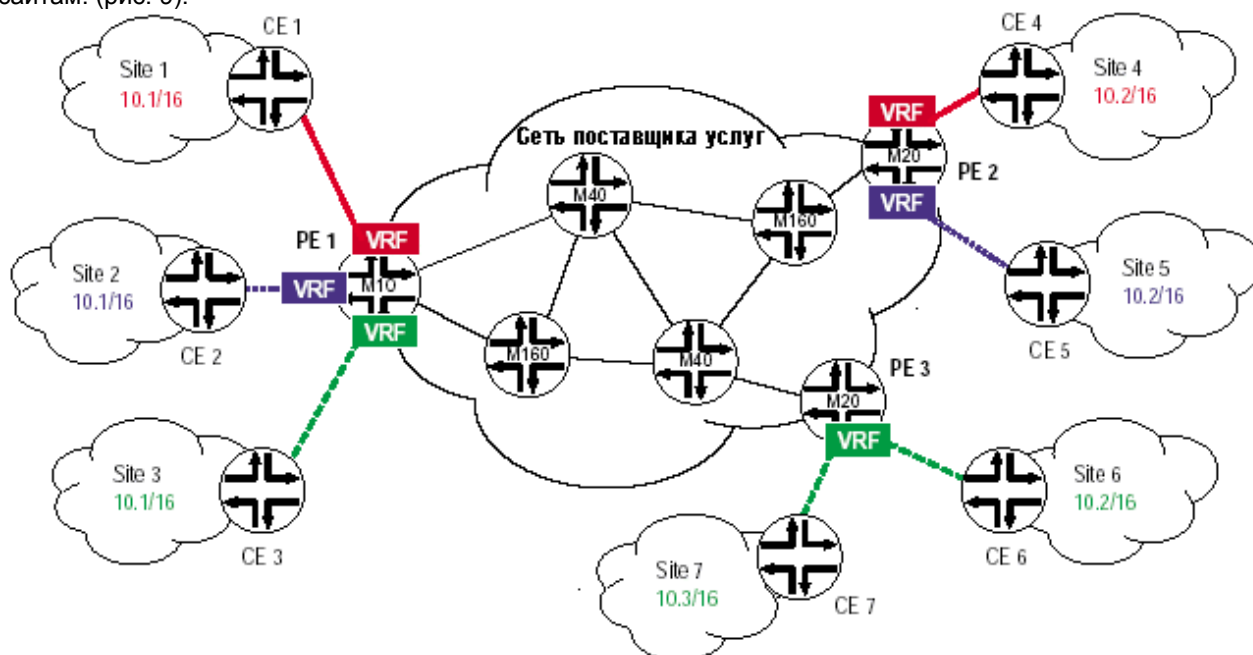 сайтам. (рис. 3).
CE 1
CE 4
Site 1
10.1/16
Site 4
10.2/16
VRF
Сеть поставщика услуг
M20
PE 2
M40
VRF
M160
PE 1
VRF
Site 2
10.1/16
VRF
M10
Site 5
10.2/16
CE 2
VRF
CE 5
M160
M40
PE 3
M20
VRF
Site 3
10.1/16
Site 6
10.2/16
CE 3
CE 6
Site 7
10.3/16
CE 7